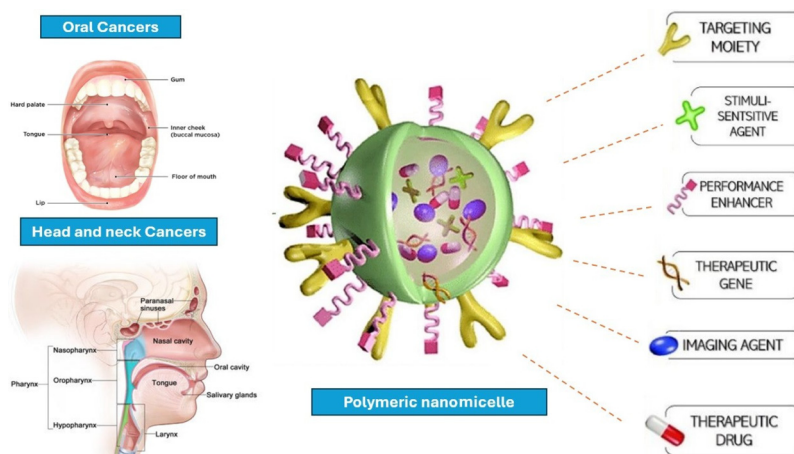 Oral Cancers
Gum
Hard palate
Tongue
Inner cheek
(buccal mucosa)
Floor of mouth
Lip
Head and neck Cancers
Paranasal
sinuses
Nasal cavity
Nasopharynx
Oral cavity
Pharynx
Oropharynx
Tongue
Salivary glands
Hypopharynx
Larynx
Polymeric nanomicelle
TARGETING
MOIETY
STIMULI-
SENTSITIVE
AGENT
PERFORMANCE
ENHANCER
THERAPEUTIC
GENE
IMAGING AGENT
THERAPEUTIC
DRUG